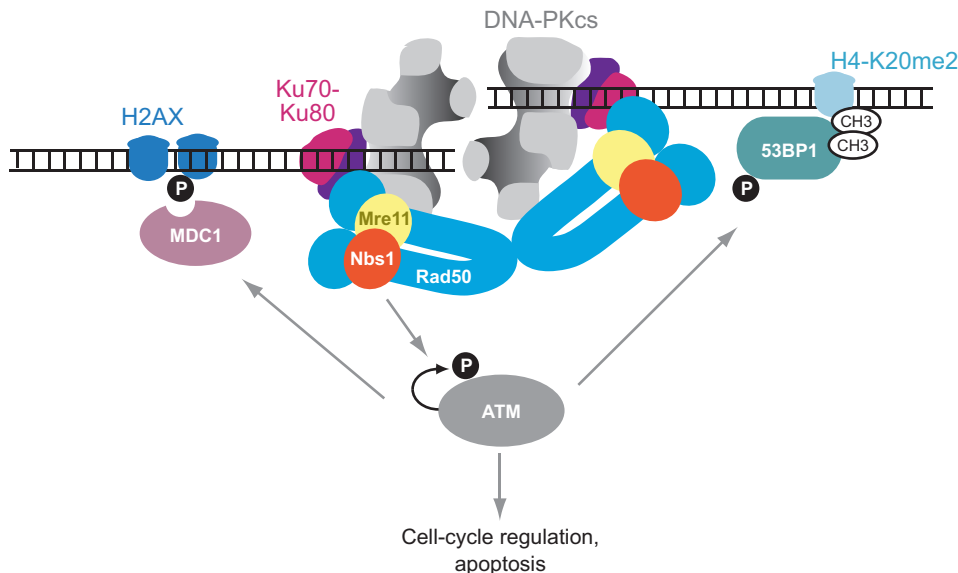 DNA-PKcs
H4-K20me2
Ku70-
Ku80
H2AX
CH3
CH3
53BP1
P
P
MDC1
Mre11
Nbs1
Rad50
P
ATM
Cell-cycle regulation,
apoptosis